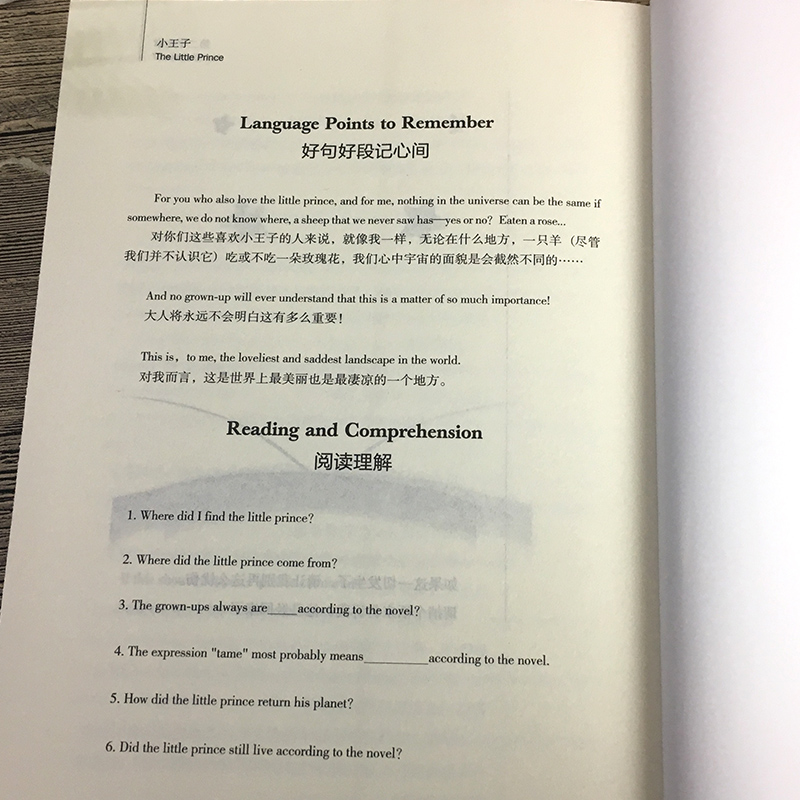 小王子
The Little Prince
Language Points to Remember
好句好段记心间
For you who also love the little prince, and for me, nothing in the universe can be the same if
somewhere, we do not know where, a sheep that we never saw has—yes or no? Eaten a rose...
对你们这些喜欢小王子的人来说，就像我一样，无论在什么地方，一只羊（尽管
我们并不认识它）吃或不吃一朵玫瑰花，我们心中宇宙的面貌是会截然不同的……
And no grown-up will ever understand that this is a matter of so much importance!
大人将永远不会明白这有多么重要！
This is, to me, the loveliest and saddest landscape in the world.
对我而言，这是世界上最美丽也是最凄凉的一个地方。
Reading and Comprehension
阅读理解
1. Where did I find the little prince?
2. Where did the little prince come from?
3. The grown-ups always are____according to the novel?
4. The expression "tame" most probably means_________according to the novel.
5. How did the little prince return his planet?
6. Did the little prince still live according to the novel?